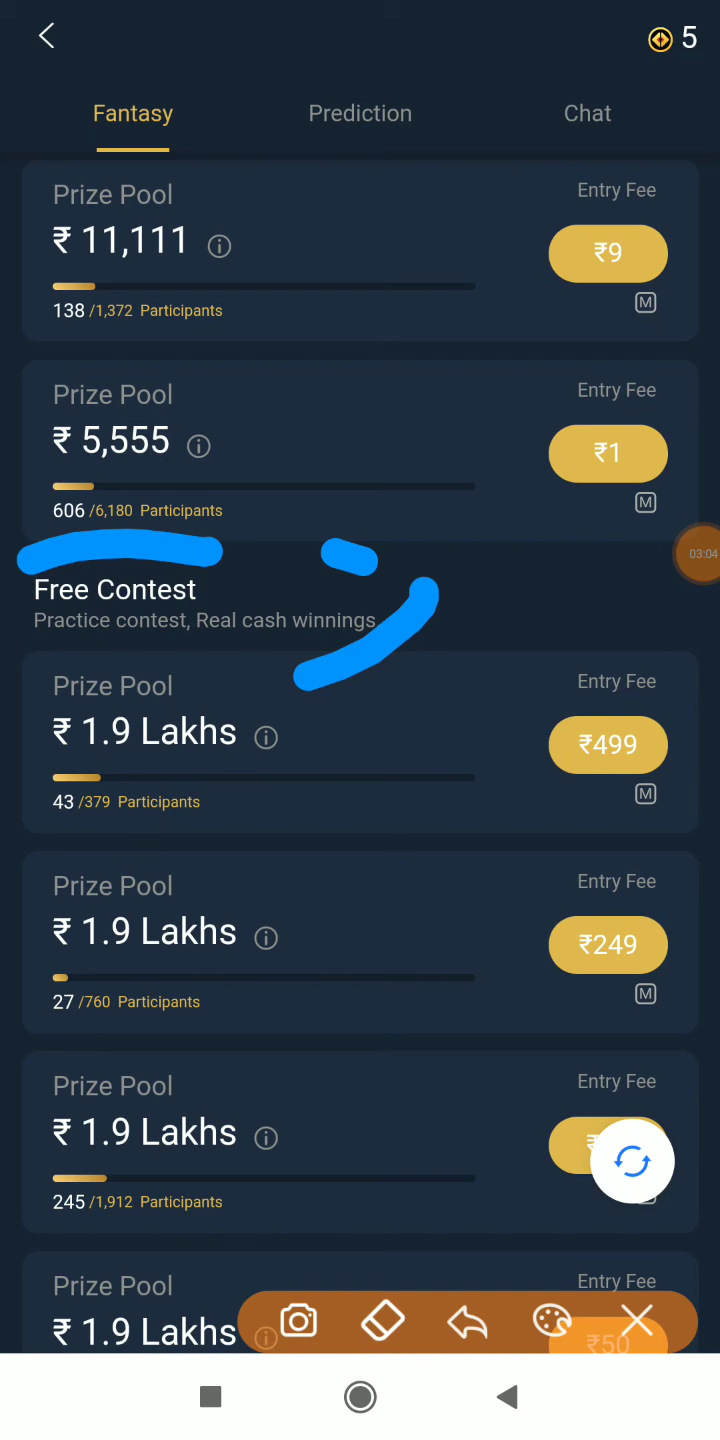 5
Fantasy Prediction Chat
Prize Pool Entry Fee
₹ 11,111 ₹9
138 /1,372 Participants M
Prize Pool Entry Fee
₹ 5,555 ₹1
606 /6,180 Participants M
03:04
Free Contest
Practice contest, Real cash winnings
Prize Pool Entry Fee
₹ 1.9 Lakhs ₹499
43 /379 Participants M
Prize Pool Entry Fee
₹ 1.9 Lakhs ₹249
27 /760 Participants M
Prize Pool Entry Fee
₹ 1.9 Lakhs ₹
245 /1,912 Participants
Prize Pool Entry Fee
₹ 1.9 Lakhs ₹50